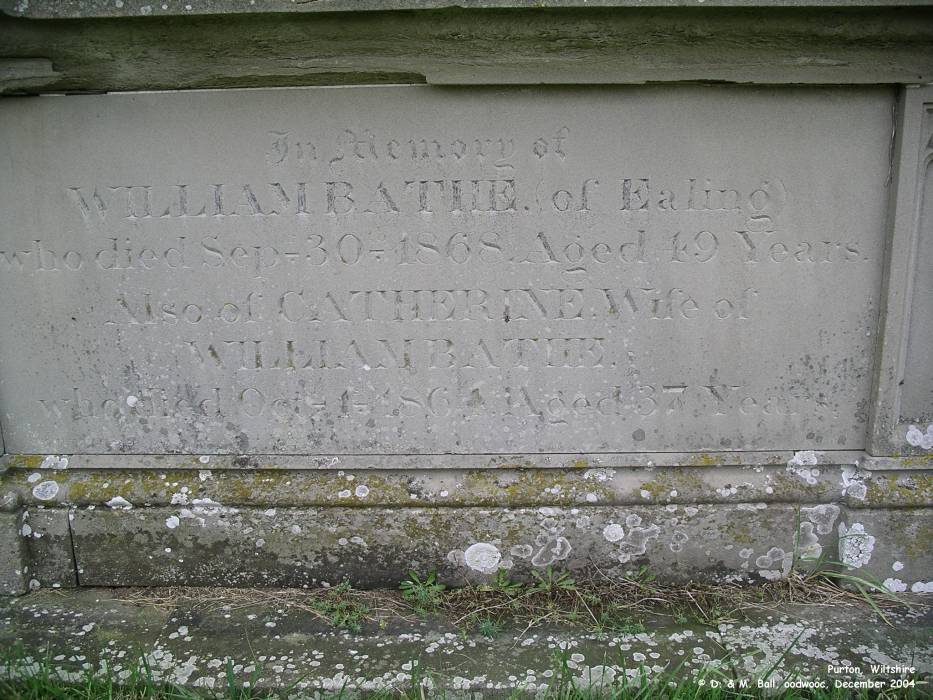 In Memory of
WILLIAM BATHE. (of Ealing)
who died Sep-30-1868. Aged 49 Years.
Also of CATHERINE, Wife of
WILLIAM BATHE.
who died Oct-1-1864. Aged 37 Years.
Purton, Wiltshire
© D. & M. Ball, oodwooc, December 2004